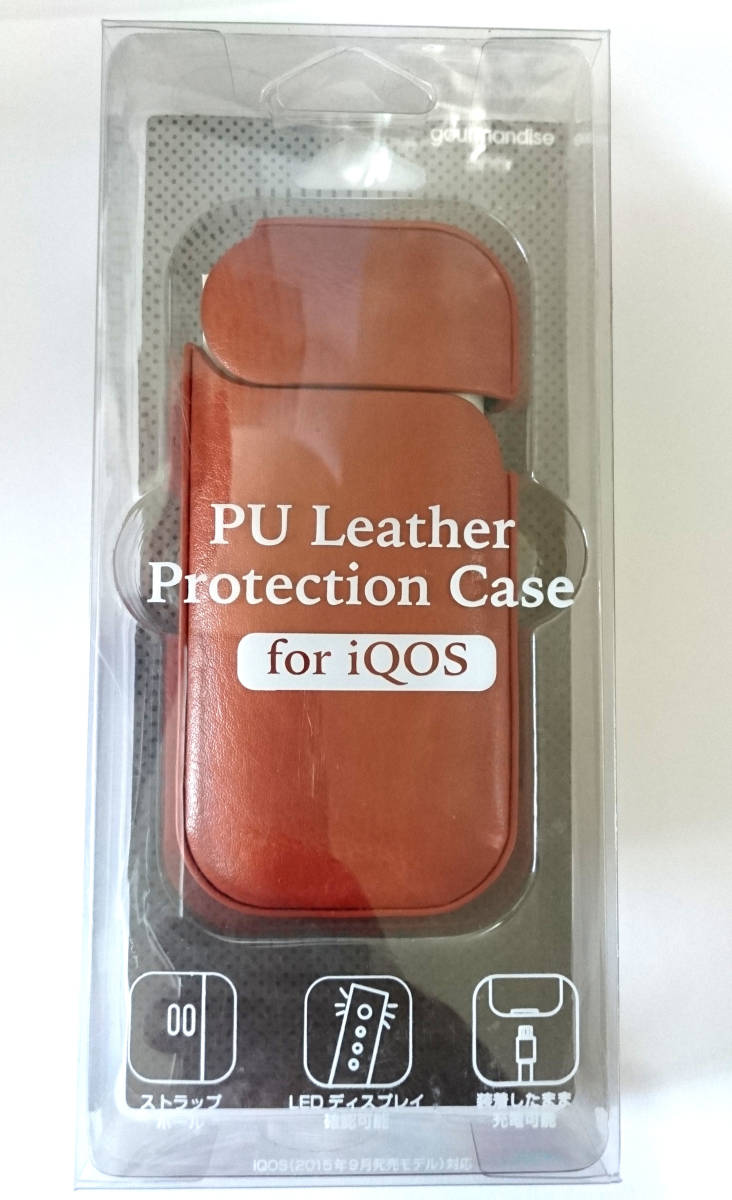 gourmandise
PU Leather
Protection Case
for iQOS
ストラップ
ホール
LED ディスプレイ
確認可能
装着したまま
充電可能
iQOS(2015年9月発売モデル)対応